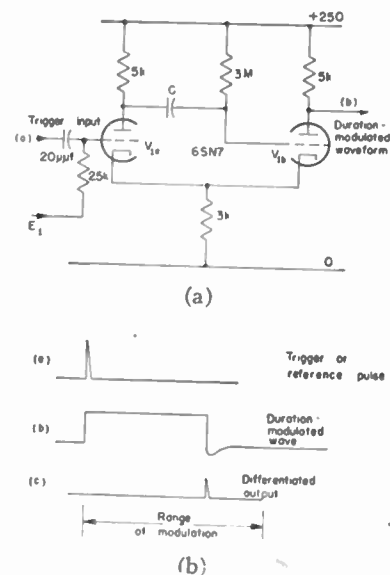 +250
5k
3M
5k
C
(b)
Trigger input
(a)
V1a
6SN7
V1b
Duration-
modulated
waveform
20μμf
25k
E1
3k
0
(a)
(a)
Trigger or
reference pulse
(b)
Duration-
modulated
wave
(c)
Differentiated
output
Range
of modulation
(b)